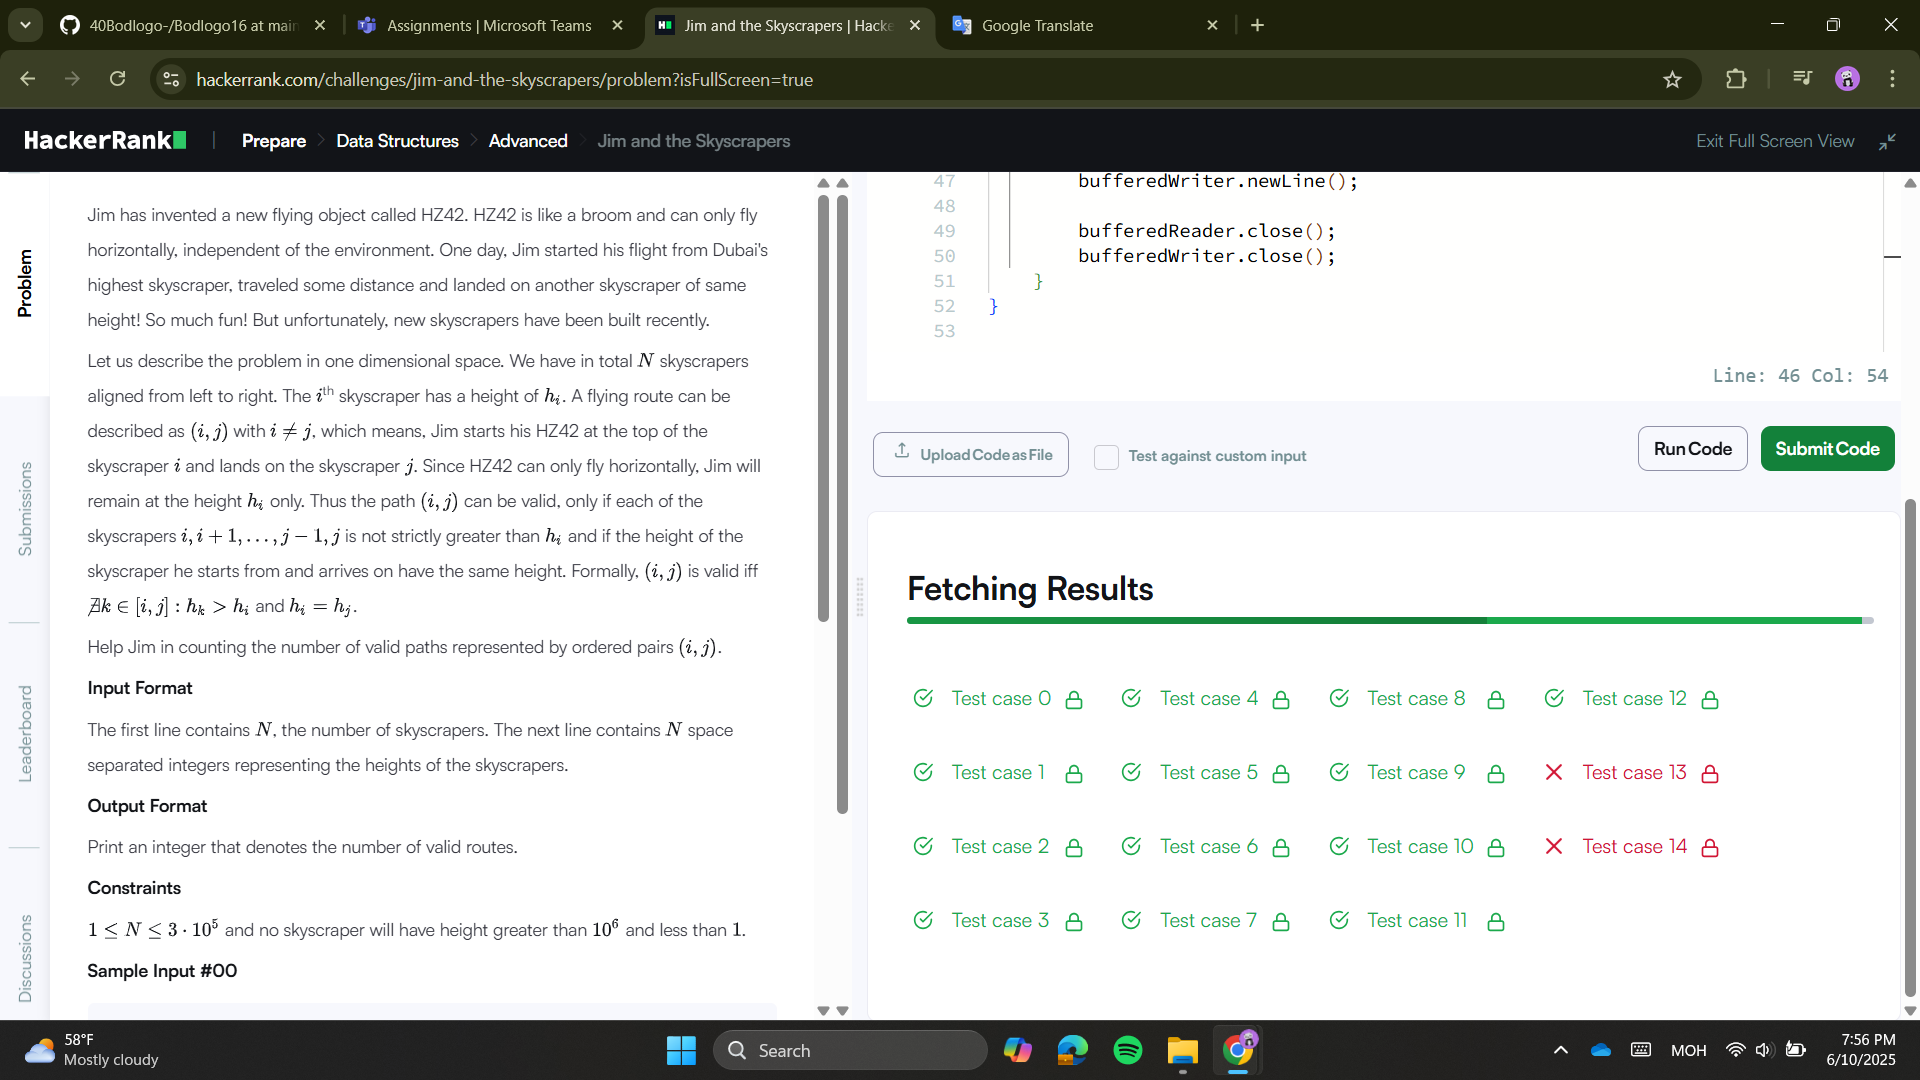 40Bodlogo-/Bodlogo16 at main
Assignments | Microsoft Teams
Jim and the Skyscrapers | Hacke
Google Translate
hackerrank.com/challenges/jim-and-the-skyscrapers/problem?isFullScreen=true
HackerRank
Prepare
Data Structures
Advanced
Jim and the Skyscrapers
Exit Full Screen View
Problem
Submissions
Leaderboard
Discussions
Jim has invented a new flying object called HZ42. HZ42 is like a broom and can only fly
horizontally, independent of the environment. One day, Jim started his flight from Dubai's
highest skyscraper, traveled some distance and landed on another skyscraper of same
height! So much fun! But unfortunately, new skyscrapers have been built recently.
Let us describe the problem in one dimensional space. We have in total N skyscrapers
aligned from left to right. The i^th skyscraper has a height of h_i. A flying route can be
described as (i, j) with i ≠ j, which means, Jim starts his HZ42 at the top of the
skyscraper i and lands on the skyscraper j. Since HZ42 can only fly horizontally, Jim will
remain at the height h_i only. Thus the path (i, j) can be valid, only if each of the
skyscrapers i, i + 1, . . . , j − 1, j is not strictly greater than h_i and if the height of the
skyscraper he starts from and arrives on have the same height. Formally, (i, j) is valid iff
∄k ∈ [i, j] : h_k > h_i and h_i = h_j.
Help Jim in counting the number of valid paths represented by ordered pairs (i, j).
Input Format
The first line contains N, the number of skyscrapers. The next line contains N space
separated integers representing the heights of the skyscrapers.
Output Format
Print an integer that denotes the number of valid routes.
Constraints
1 ≤ N ≤ 3 · 10^5 and no skyscraper will have height greater than 10^6 and less than 1.
Sample Input #00
47 bufferedWriter.newLine();
48
49 bufferedReader.close();
50 bufferedWriter.close();
51 }
52 }
53
Line: 46 Col: 54
Upload Code as File
Test against custom input
Run Code
Submit Code
Fetching Results
Test case 0 Test case 4 Test case 8 Test case 12
Test case 1 Test case 5 Test case 9 Test case 13
Test case 2 Test case 6 Test case 10 Test case 14
Test case 3 Test case 7 Test case 11
58°F
Mostly cloudy
Search
MOH
7:56 PM
6/10/2025